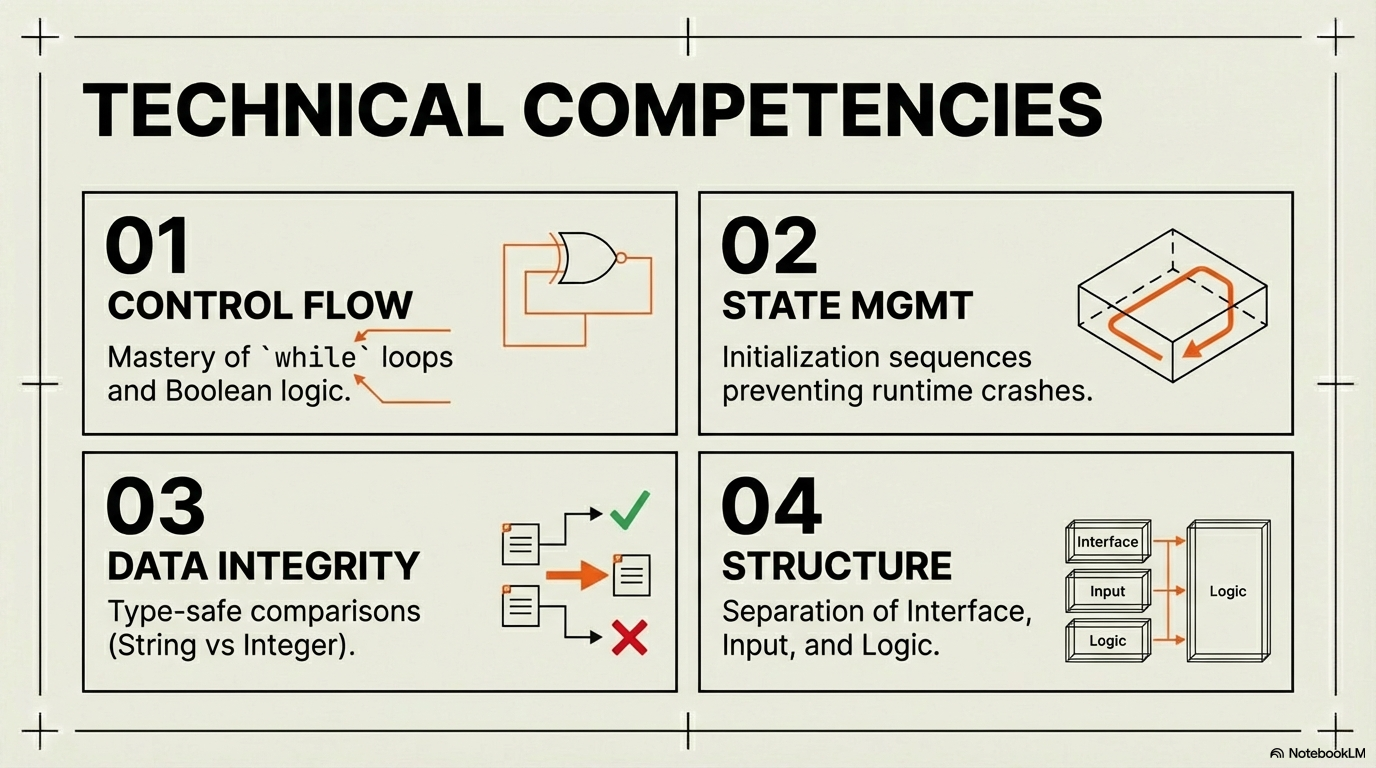 TECHNICAL COMPETENCIES
01
CONTROL FLOW
Mastery of `while` loops
and Boolean logic.
02
STATE MGMT
Initialization sequences
preventing runtime crashes.
03
DATA INTEGRITY
Type-safe comparisons
(String vs Integer).
04
STRUCTURE
Separation of Interface,
Input, and Logic.
Interface
Input
Logic
Logic
NotebookLM